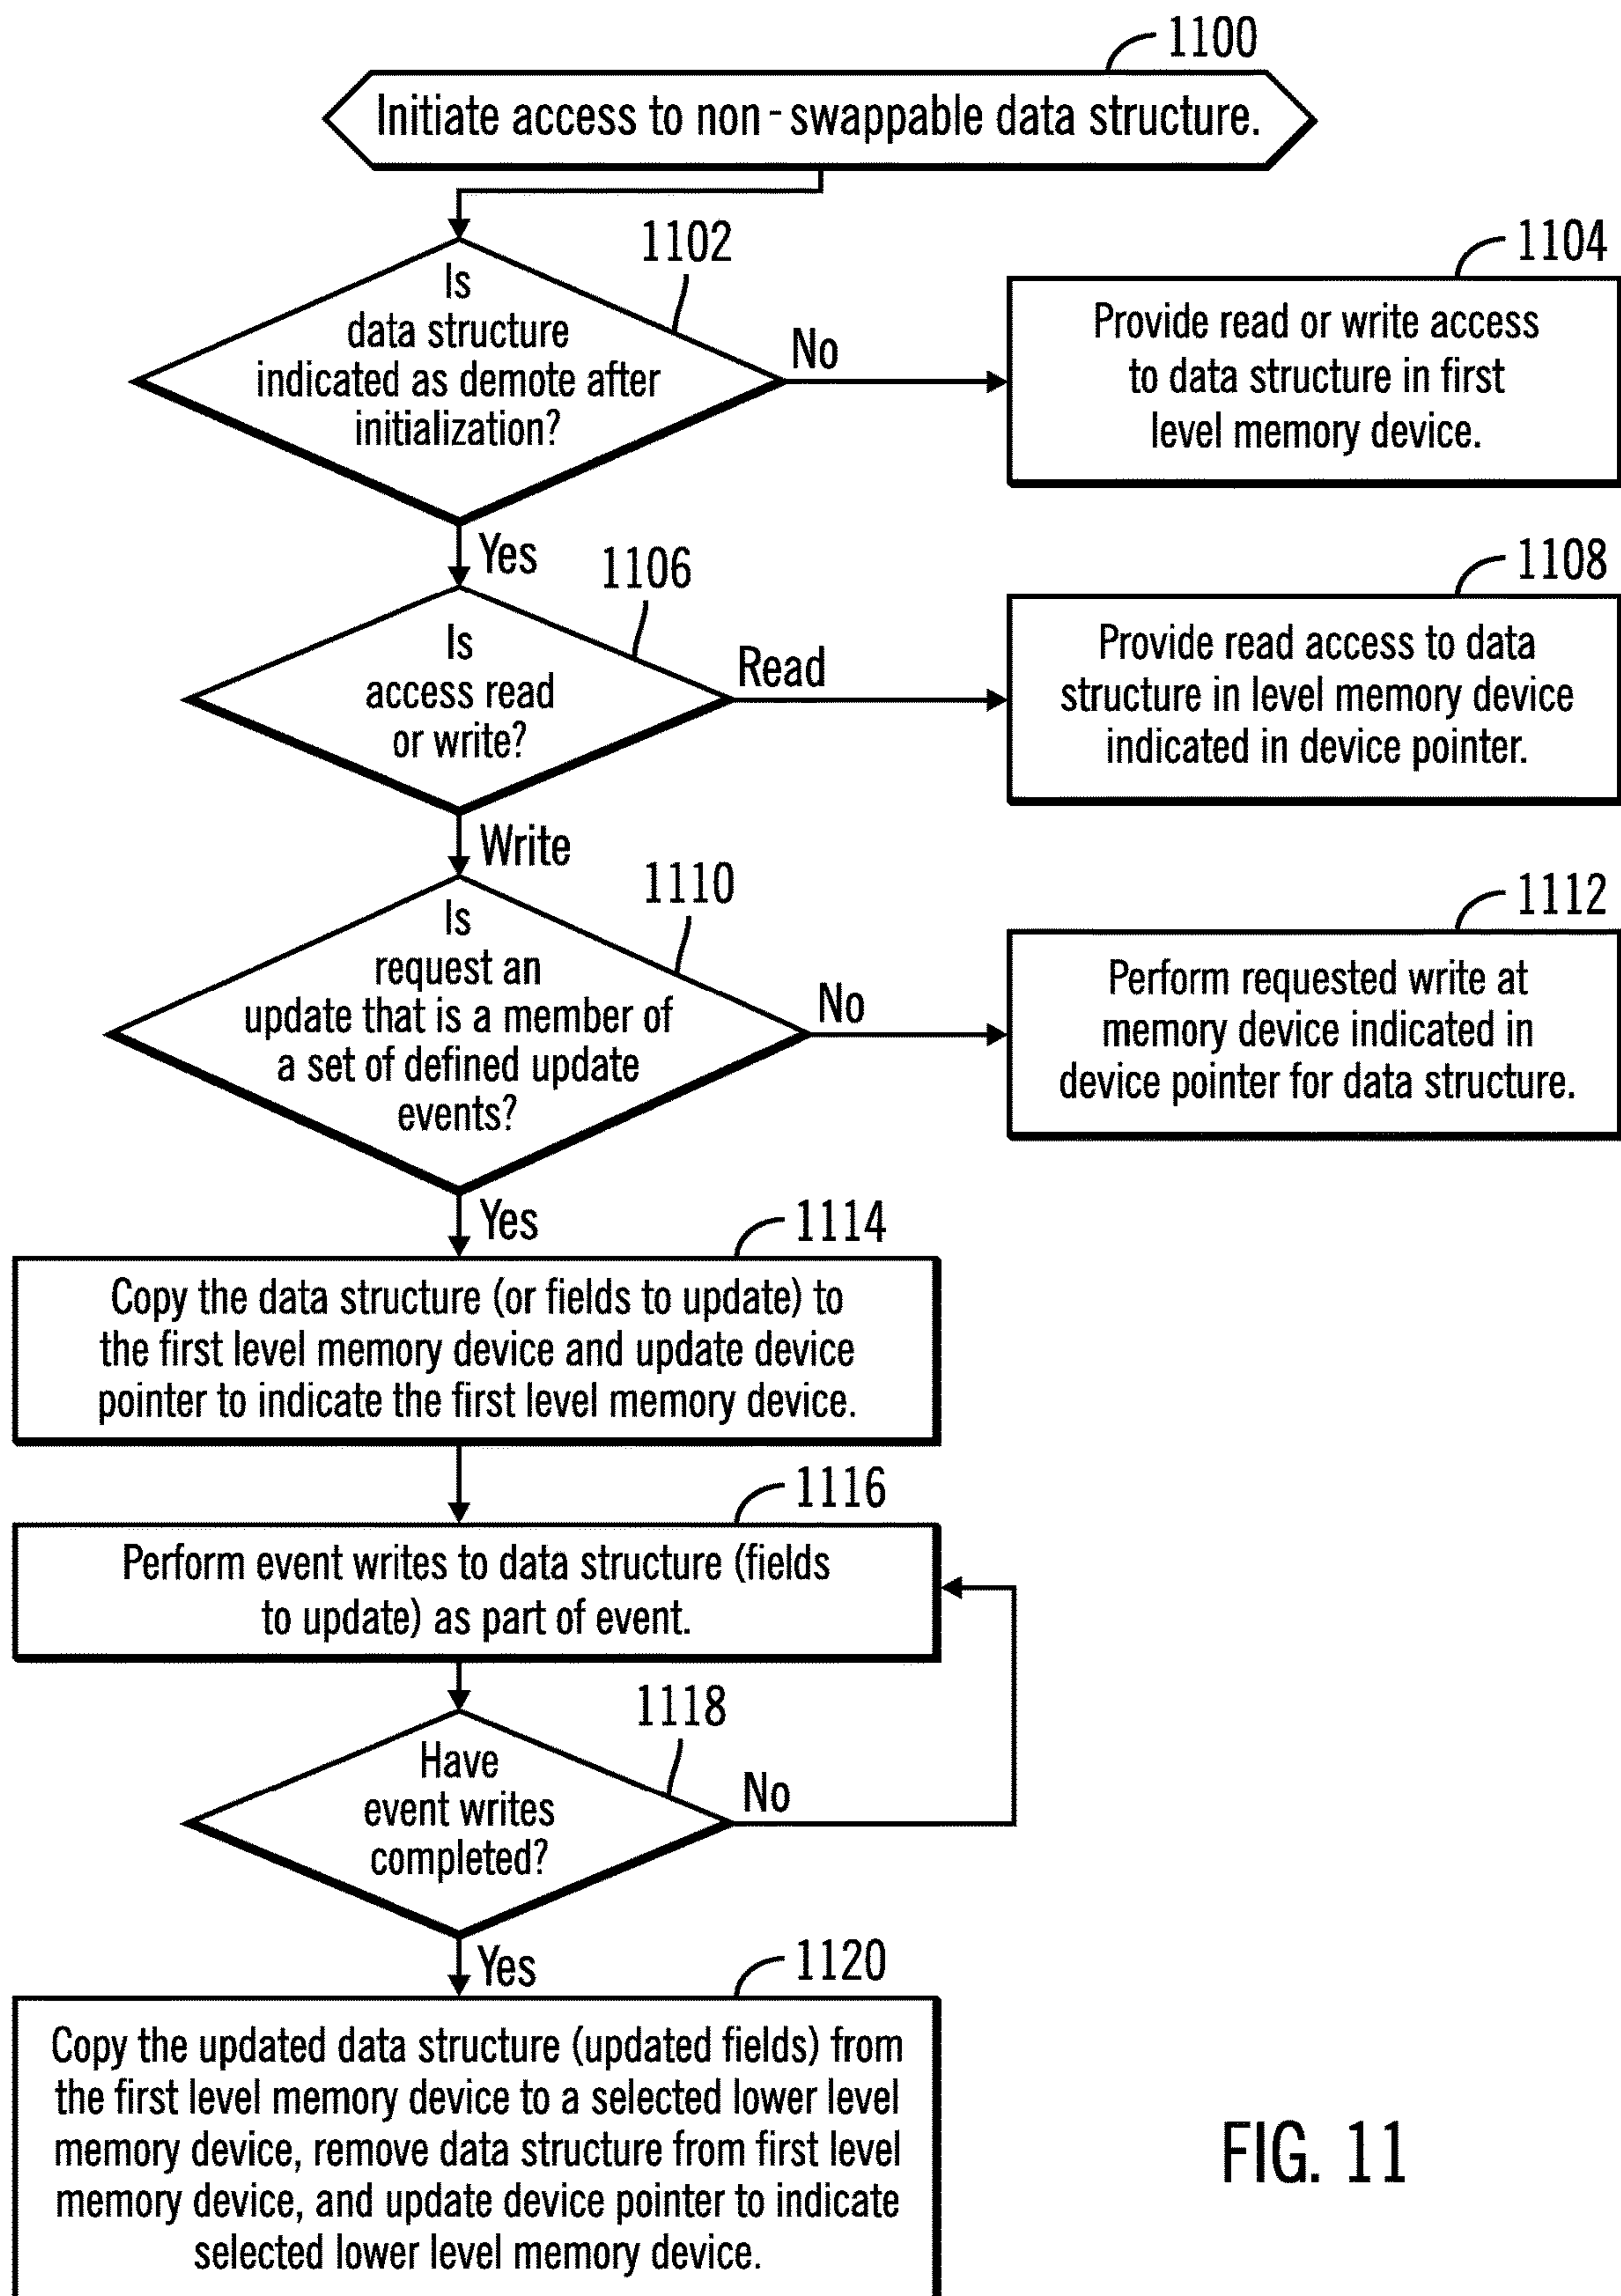 1100
Initiate access to non-swappable data structure.
1102
Is
data structure
indicated as demote after
initialization?
No
1104
Provide read or write access
to data structure in first
level memory device.
Yes
1106
Is
access read
or write?
Read
1108
Provide read access to data
structure in level memory device
indicated in device pointer.
Write
1110
Is
request an
update that is a member of
a set of defined update
events?
No
1112
Perform requested write at
memory device indicated in
device pointer for data structure.
Yes
1114
Copy the data structure (or fields to update) to
the first level memory device and update device
pointer to indicate the first level memory device.
1116
Perform event writes to data structure (fields
to update) as part of event.
1118
Have
event writes
completed?
No
Yes
1120
Copy the updated data structure (updated fields) from
the first level memory device to a selected lower level
memory device, remove data structure from first level
memory device, and update device pointer to indicate
selected lower level memory device.
FIG. 11